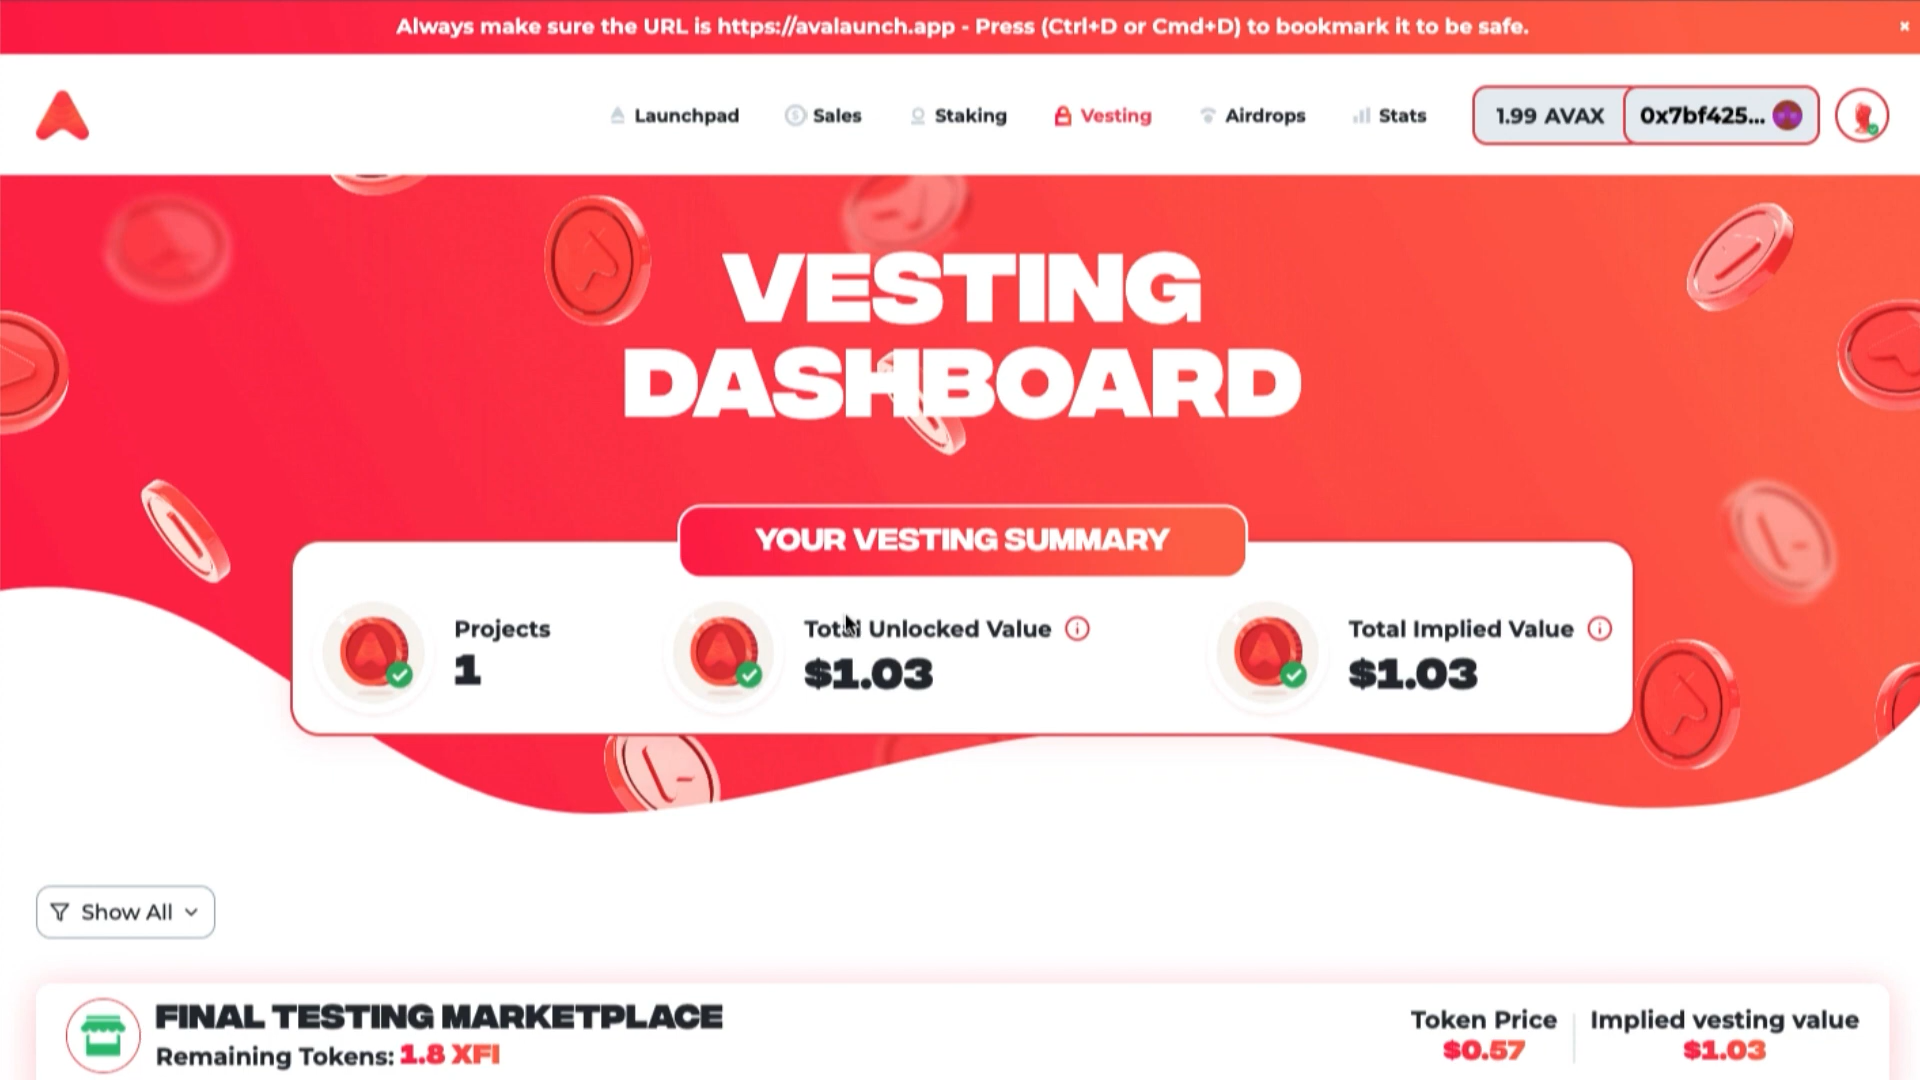 Always make sure the URL is https://avalaunch.app - Press (Ctrl+D or Cmd+D) to bookmark it to be safe.
Launchpad Sales Staking Vesting Airdrops Stats 1.99 AVAX 0x7bf425...
VESTING
DASHBOARD
YOUR VESTING SUMMARY
Projects
1
Total Unlocked Value
$1.03
Total Implied Value
$1.03
Show All
FINAL TESTING MARKETPLACE
Remaining Tokens: 1.8 XFI
Token Price
$0.57
Implied vesting value
$1.03